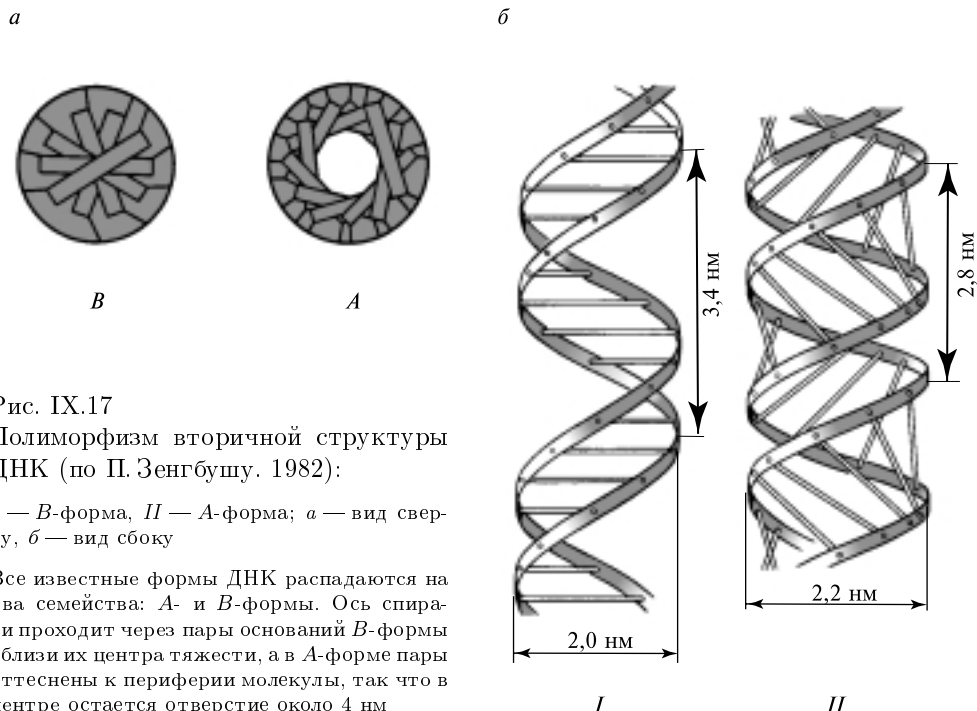 а
б
В
А
3,4 нм
2,8 нм
2,2 нм
2,0 нм
I
II
Рис. IX.17
Полиморфизм вторичной структуры
ДНК (по П. Зенгбушу. 1982):
— В-форма, II — А-форма; а — вид свер-
у, б — вид сбоку
Все известные формы ДНК распадаются на
ва семейства: А- и В-формы. Ось спира-
и проходит через пары оснований В-формы
близи их центра тяжести, а в А-форме пары
ттеснены к периферии молекулы, так что в
центре остается отверстие около 4 нм